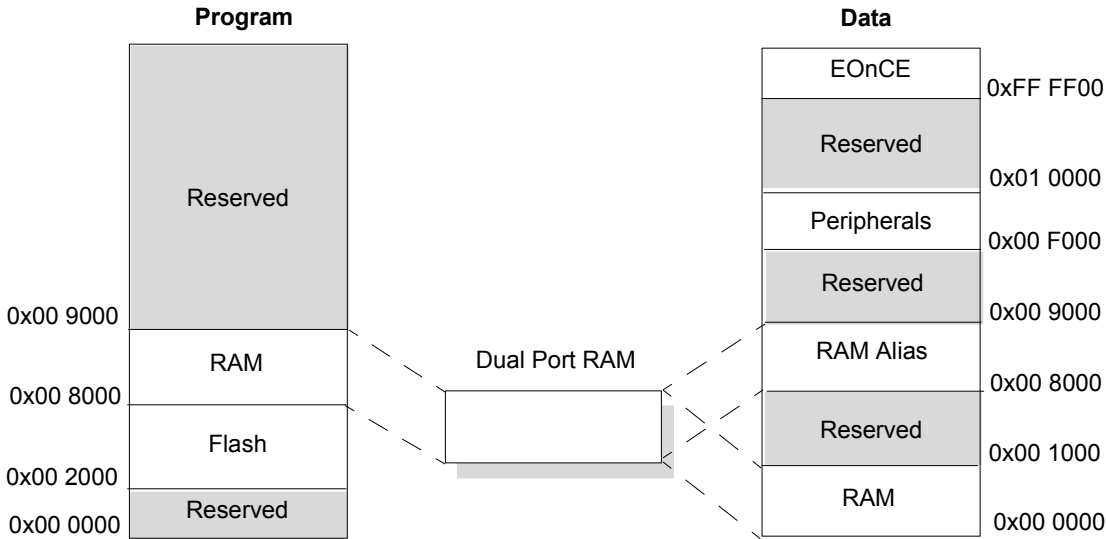 Program
Reserved
0x00 9000
RAM
0x00 8000
Flash
0x00 2000
Reserved
0x00 0000
Dual Port RAM
Data
EOnCE
0xFF FF00
Reserved
0x01 0000
Peripherals
0x00 F000
Reserved
0x00 9000
RAM Alias
0x00 8000
Reserved
0x00 1000
RAM
0x00 0000